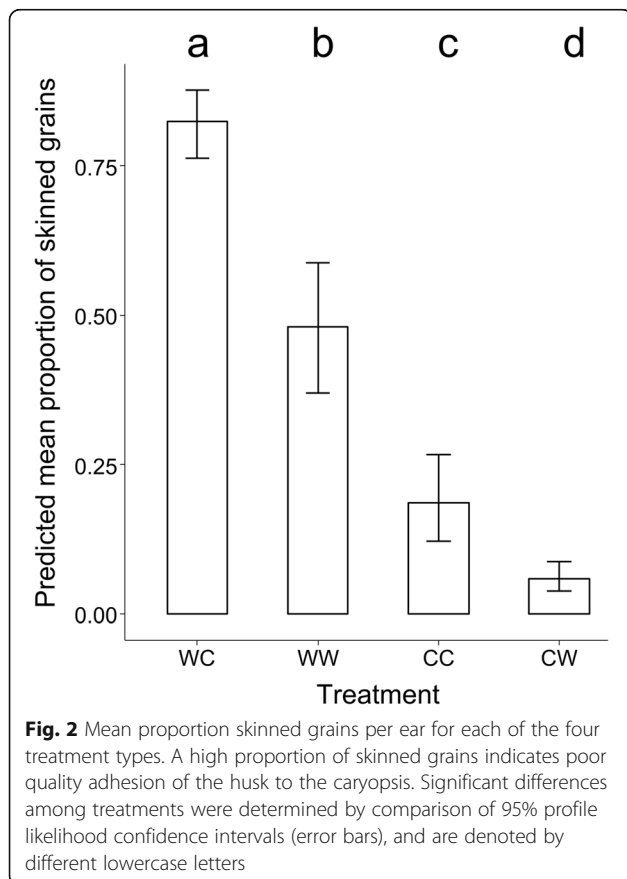 a b c d
Predicted mean proportion of skinned grains
0.75
0.50
0.25
0.00
WC WW CC CW
Treatment
Fig. 2 Mean proportion skinned grains per ear for each of the four
treatment types. A high proportion of skinned grains indicates poor
quality adhesion of the husk to the caryopsis. Significant differences
among treatments were determined by comparison of 95% profile
likelihood confidence intervals (error bars), and are denoted by
different lowercase letters